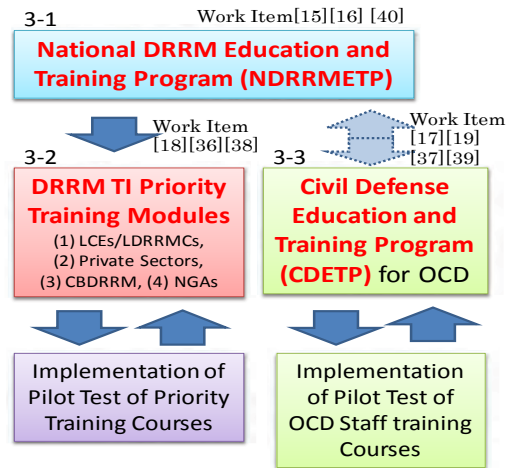 3-1
Work Item[15][16] [40]
National DRRM Education and
Training Program (NDRRMETP)
Work Item
[18][36][38]
Work Item
[17][19]
[37][39]
3-2
DRRM TI Priority
Training Modules
(1) LCEs/LDRRMCs,
(2) Private Sectors,
(3) CBDRRM, (4) NGAs
3-3
Civil Defense
Education and
Training Program
(CDETP) for OCD
Implementation of
Pilot Test of Priority
Training Courses
Implementation
of Pilot Test of
OCD Staff training
Courses